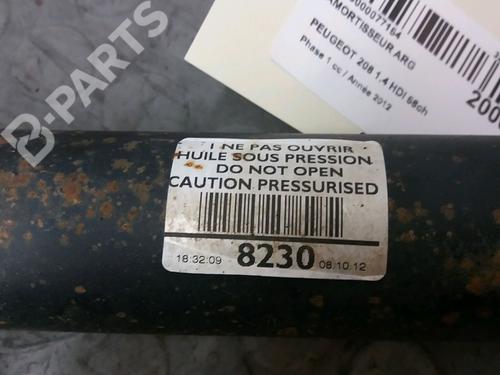 B-PARTS
AMORTISSEUR ARG
PEUGEOT 208 1,4 HDi 68ch
Phase 1 cc / Année 2012
! NE PAS OUVRIR
HUILE SOUS PRESSION
DO NOT OPEN
CAUTION PRESSURISED
18:32:09 8230 08.10.12